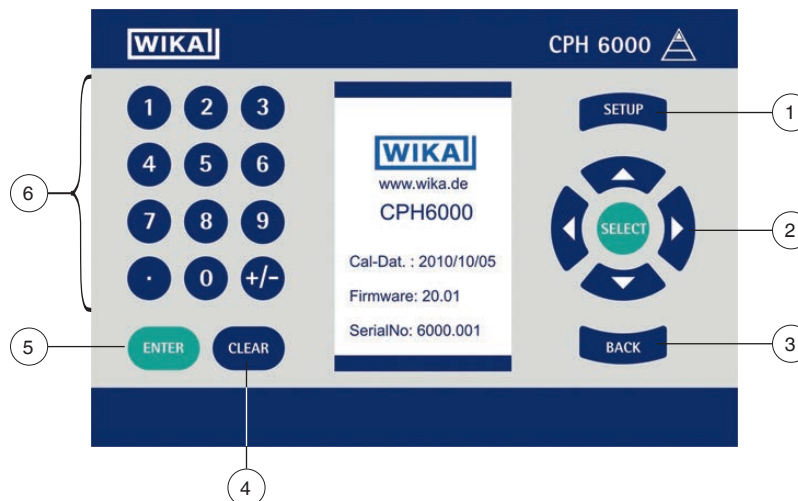 WIKAI
CPH 6000
1 2 3
4 5 6
7 8 9
. 0 +/-
ENTER CLEAR
WIKAI
www.wika.de
CPH6000
Cal-Dat. : 2010/10/05
Firmware: 20.01
SerialNo: 6000.001
SETUP
SELECT
BACK
1
2
3
4
5
6